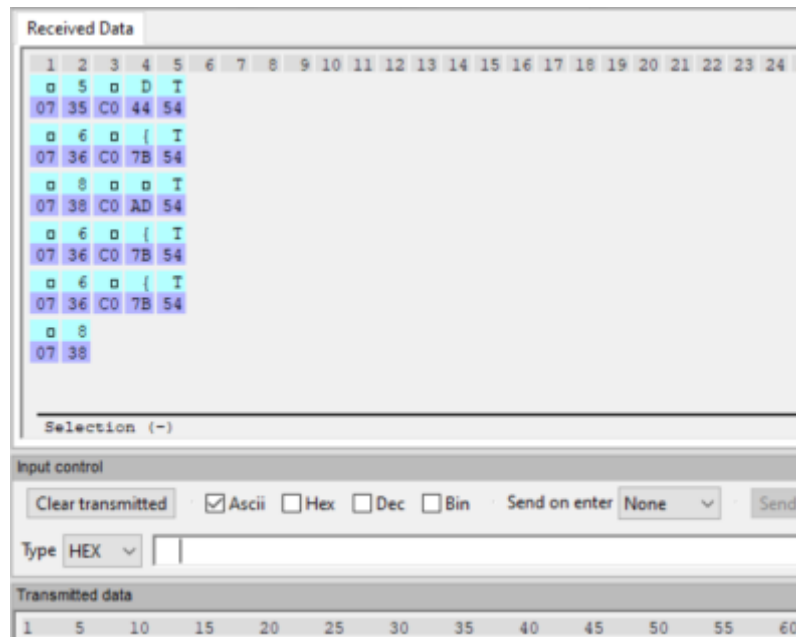 Received Data
1 2 3 4 5 6 7 8 9 10 11 12 13 14 15 16 17 18 19 20 21 22 23 24
¤ 5 ¤ D T
07 35 C0 44 54
¤ 6 ¤ { T
07 36 C0 7B 54
¤ 8 ¤ ¤ T
07 38 C0 AD 54
¤ 6 ¤ { T
07 36 C0 7B 54
¤ 6 ¤ { T
07 36 C0 7B 54
¤ 8
07 38
Selection (-)
Input control
Clear transmitted Ascii Hex Dec Bin Send on enter None Send
Type HEX
Transmitted data
1 5 10 15 20 25 30 35 40 45 50 55 60